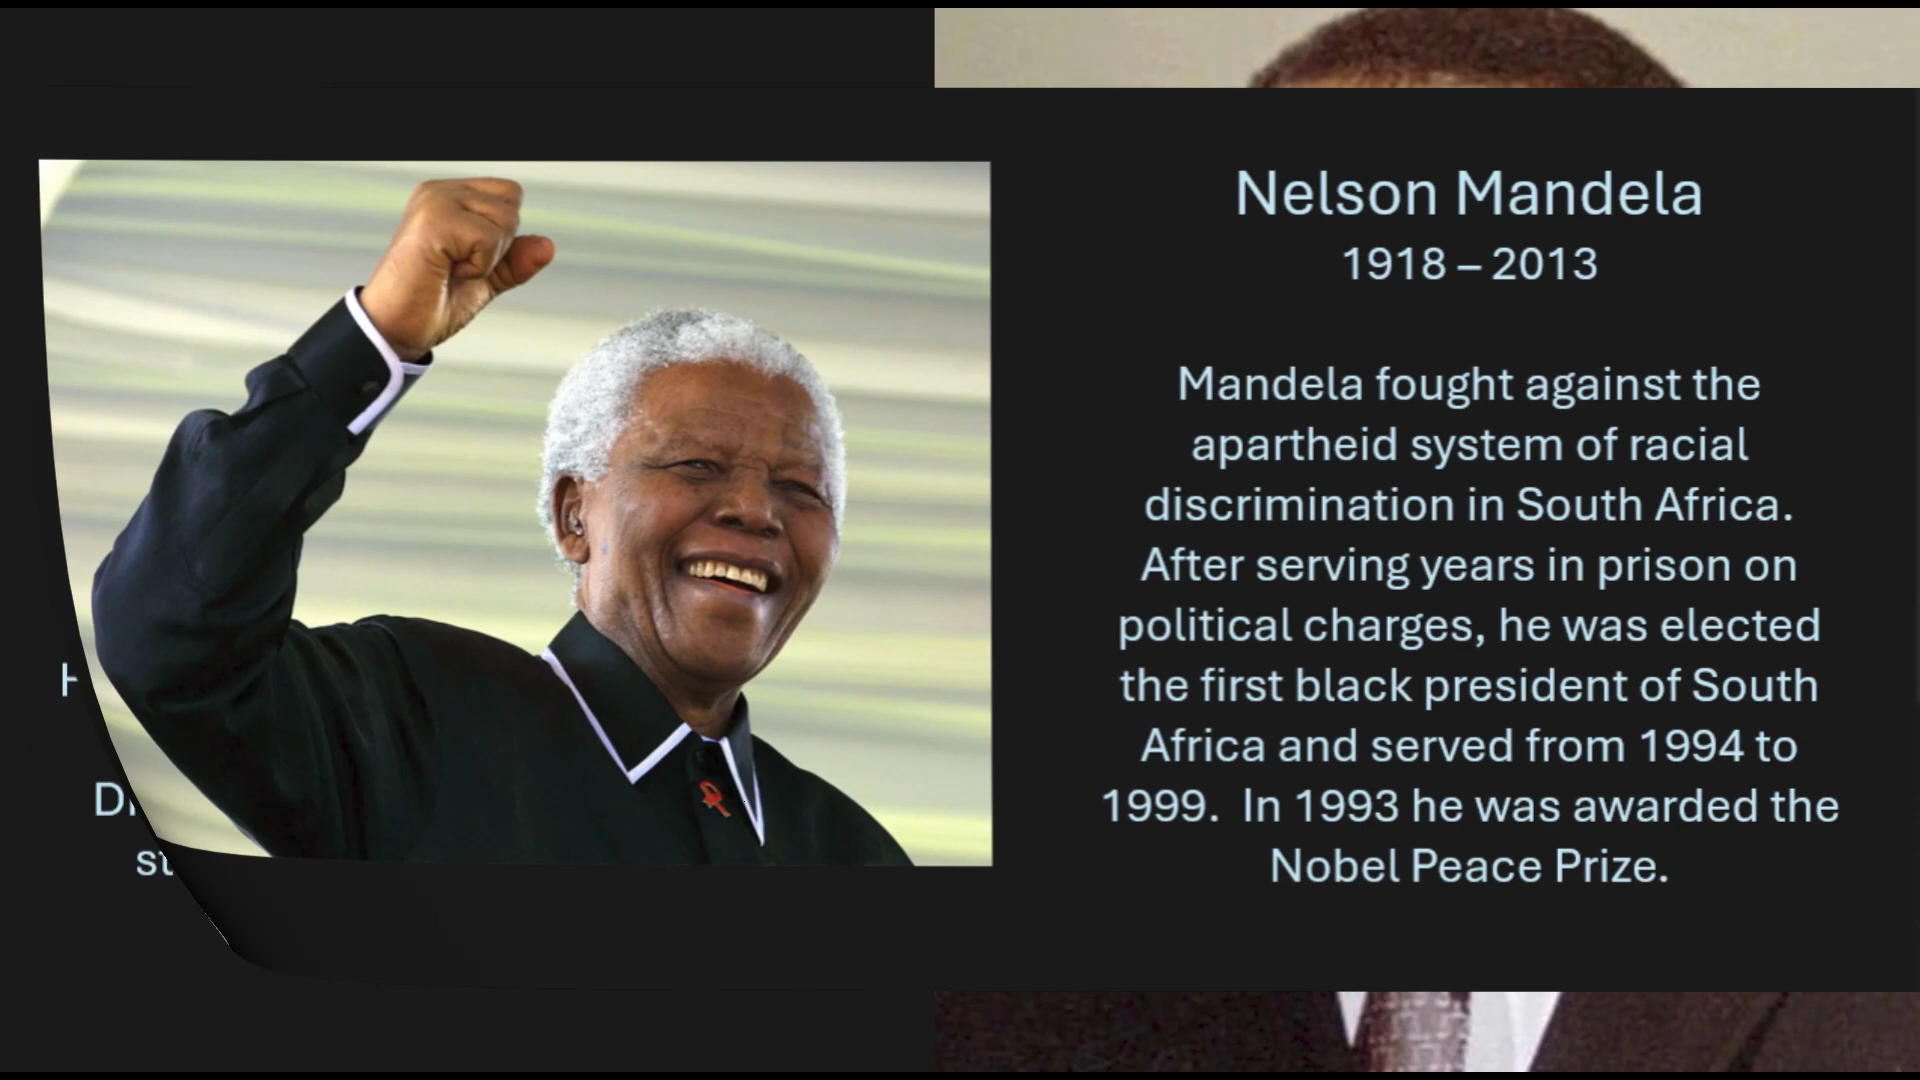 Nelson Mandela
1918 – 2013
Mandela fought against the
apartheid system of racial
discrimination in South Africa.
After serving years in prison on
political charges, he was elected
the first black president of South
Africa and served from 1994 to
1999. In 1993 he was awarded the
Nobel Peace Prize.